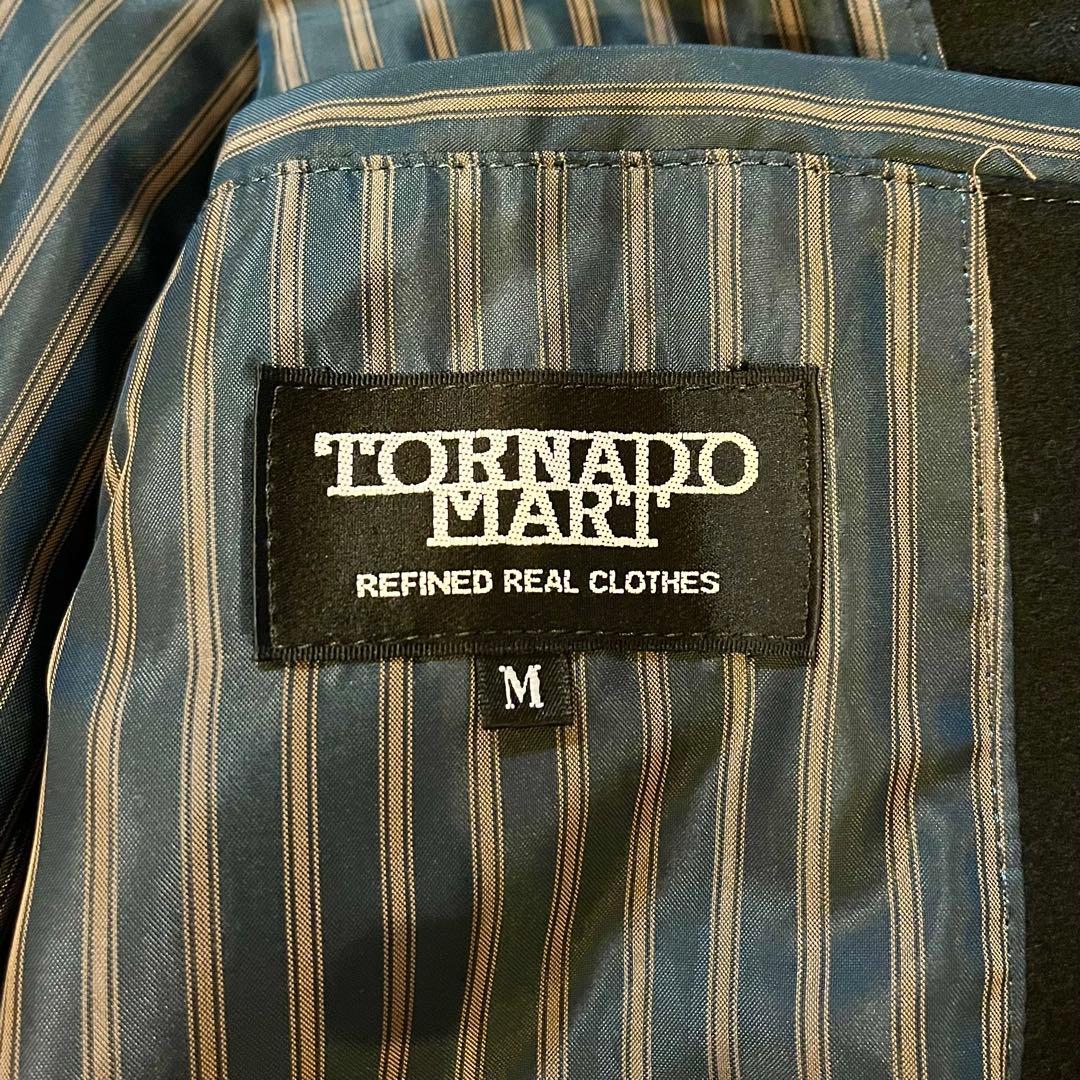 TORNADO
MART
REFINED REAL CLOTHES
M